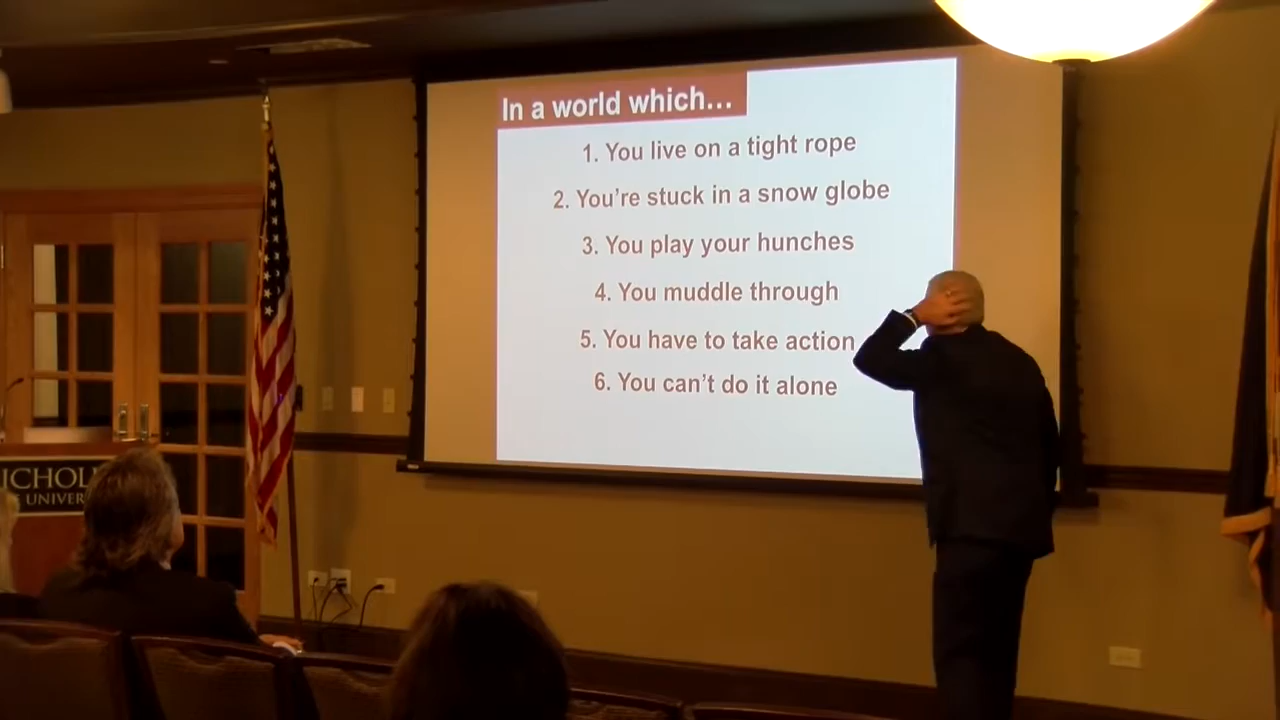 In a world which...
1. You live on a tight rope
2. You're stuck in a snow globe
3. You play your hunches
4. You muddle through
5. You have to take action
6. You can't do it alone